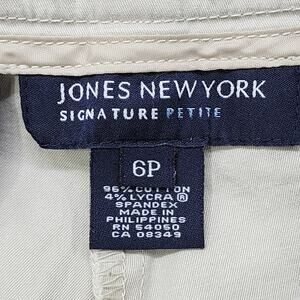 JONES NEW YORK
SIGNATURE PETITE
6P
96% COTTON
4% LYCRA ®
SPANDEX
MADE IN
PHILIPPINES
RN 54050
CA 08349